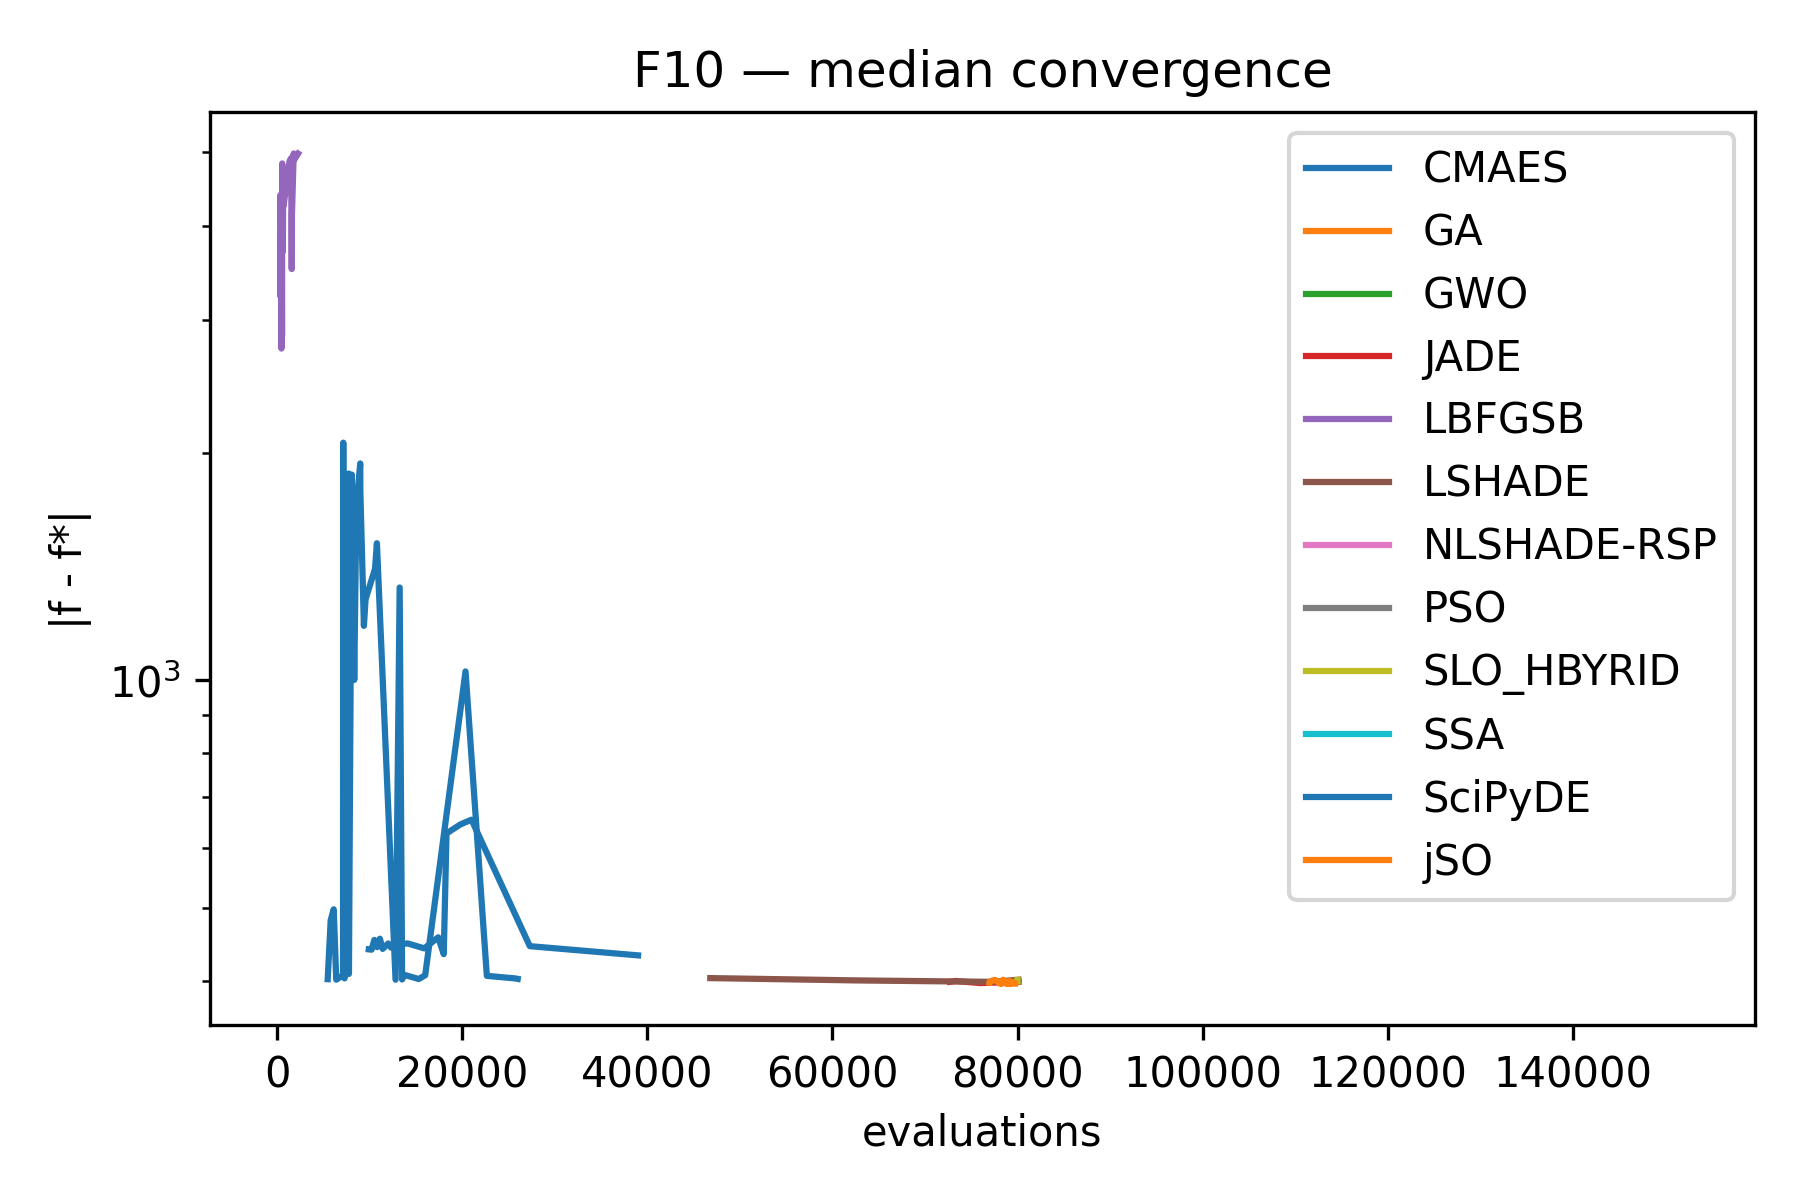 F10 — median convergence
|f - f*|
10³
0 20000 40000 60000 80000 100000 120000 140000
evaluations
CMAES
GA
GWO
JADE
LBFGSB
LSHADE
NLSHADE-RSP
PSO
SLO_HBYRID
SSA
SciPyDE
jSO